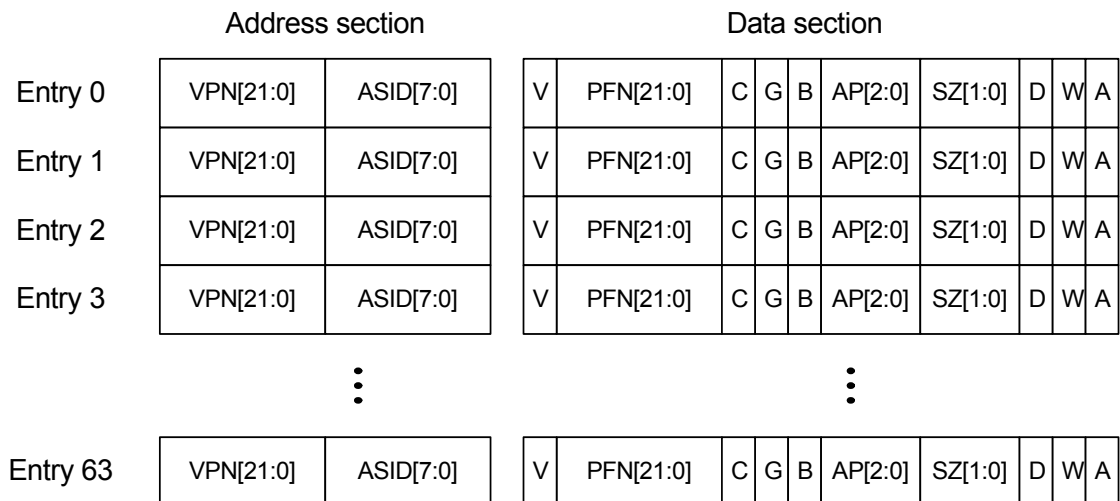 Address section Data section
Entry 0 VPN[21:0] ASID[7:0] V PFN[21:0] C G B AP[2:0] SZ[1:0] D W A
Entry 1 VPN[21:0] ASID[7:0] V PFN[21:0] C G B AP[2:0] SZ[1:0] D W A
Entry 2 VPN[21:0] ASID[7:0] V PFN[21:0] C G B AP[2:0] SZ[1:0] D W A
Entry 3 VPN[21:0] ASID[7:0] V PFN[21:0] C G B AP[2:0] SZ[1:0] D W A
Entry 63 VPN[21:0] ASID[7:0] V PFN[21:0] C G B AP[2:0] SZ[1:0] D W A